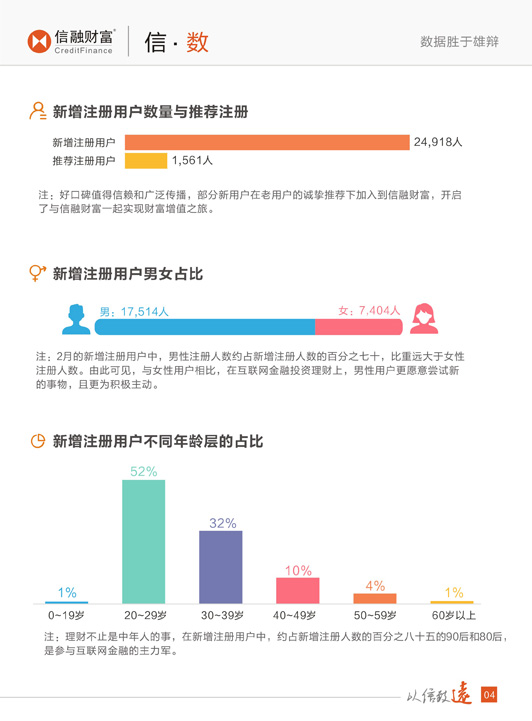 信融财富®
CreditFinance
信·数
数据胜于雄辩
新增注册用户数量与推荐注册
新增注册用户 24,918人
推荐注册用户 1,561人
注：好口碑值得信赖和广泛传播，部分新用户在老用户的诚挚推荐下加入到信融财富，开启
了与信融财富一起实现财富增值之旅。
新增注册用户男女占比
男：17,514人 女：7,404人
注：2月的新增注册用户中，男性注册人数约占新增注册人数的百分之七十，比重远大于女性
注册人数。由此可见，与女性用户相比，在互联网金融投资理财上，男性用户更愿意尝试新
的事物，且更为积极主动。
新增注册用户不同年龄层的占比
1% 52% 32% 10% 4% 1%
0~19岁 20~29岁 30~39岁 40~49岁 50~59岁 60岁以上
注：理财不止是中年人的事，在新增注册用户中，约占新增注册人数的百分之八十五的90后和80后，
是参与互联网金融的主力军。
以信致远 04